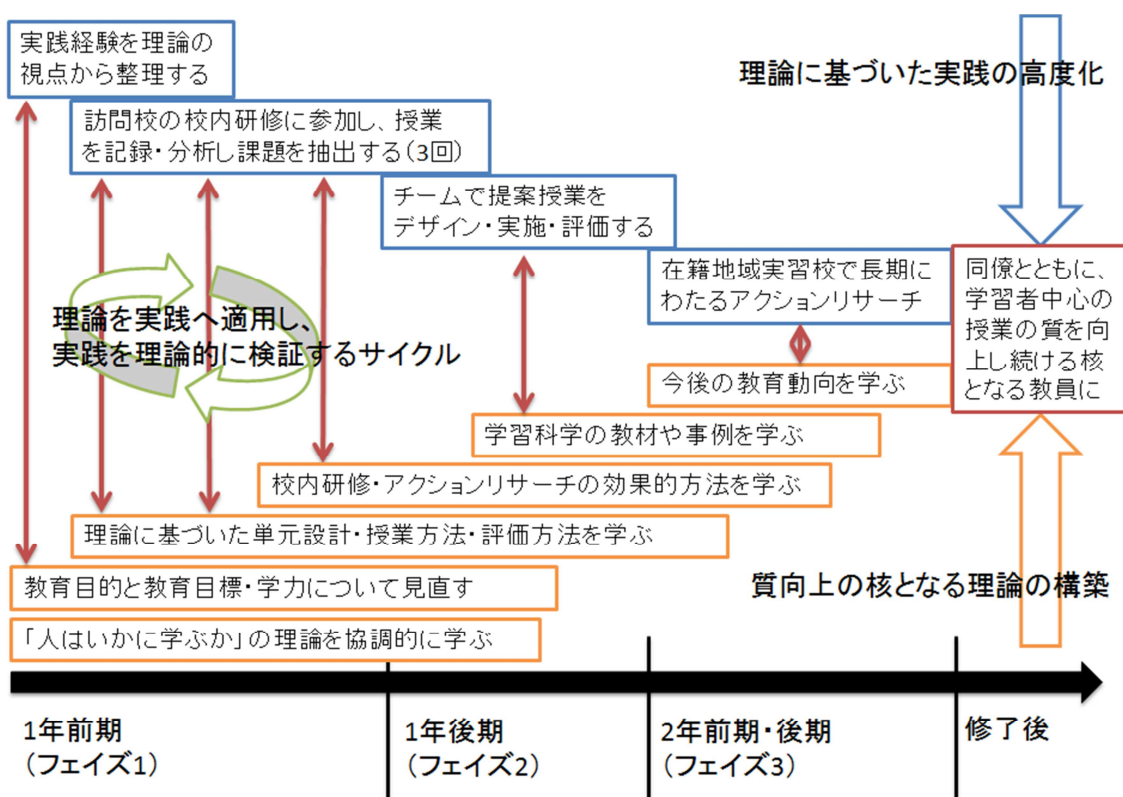 実践経験を理論の
視点から整理する
理論に基づいた実践の高度化
訪問校の校内研修に参加し、授業
を記録・分析し課題を抽出する(3回)
チームで提案授業を
デザイン・実施・評価する
在籍地域実習校で長期に
わたるアクションリサーチ
同僚とともに、
学習者中心の
授業の質を向
上し続ける核
となる教員に
理論を実践へ適用し、
実践を理論的に検証するサイクル
今後の教育動向を学ぶ
学習科学の教材や事例を学ぶ
校内研修・アクションリサーチの効果的方法を学ぶ
理論に基づいた単元設計・授業方法・評価方法を学ぶ
教育目的と教育目標・学力について見直す
質向上の核となる理論の構築
「人はいかに学ぶか」の理論を協調的に学ぶ
1年前期
(フェイズ1)
1年後期
(フェイズ2)
2年前期・後期
(フェイズ3)
修了後